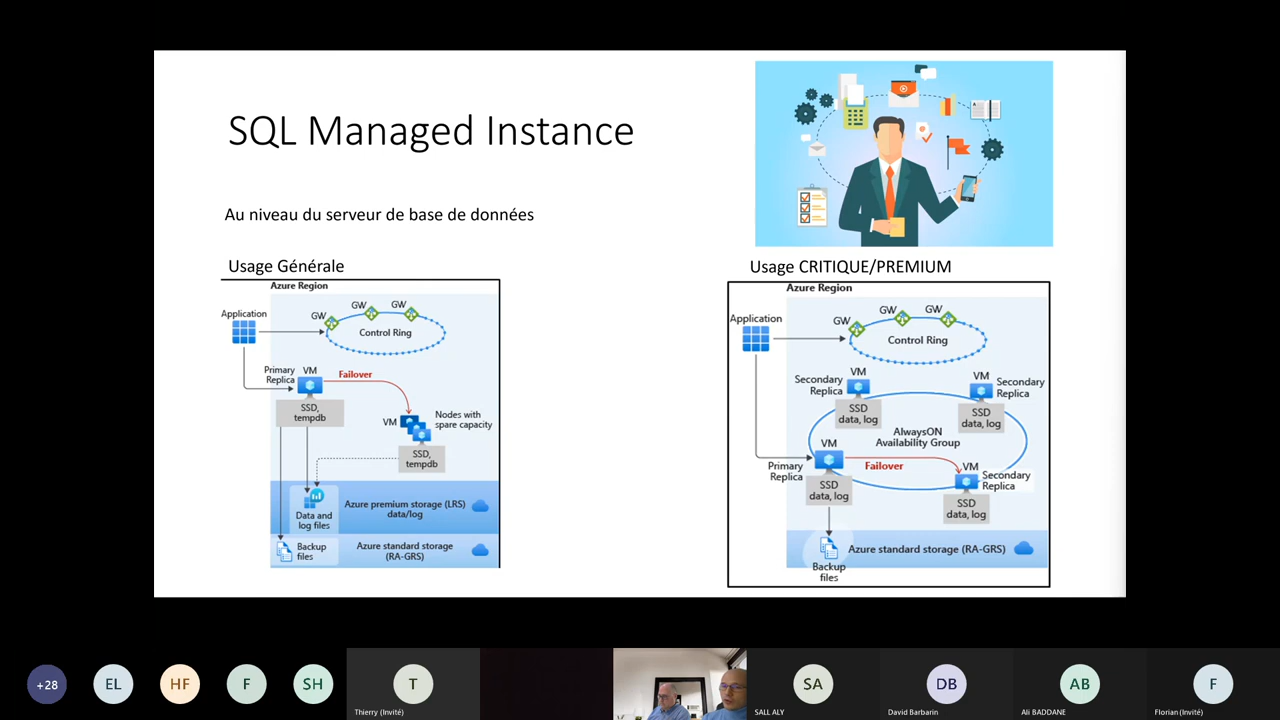 SQL Managed Instance
Au niveau du serveur de base de données
Usage Générale
Azure Region
Application
GW
GW
GW
Control Ring
Primary
Replica
VM
Failover
SSD,
tempdb
VM
Nodes with
spare capacity
SSD,
tempdb
Data and
log files
Azure premium storage (LRS)
data/log
Backup
files
Azure standard storage
(RA-GRS)
Usage CRITIQUE/PREMIUM
Azure Region
Application
GW
GW
GW
Control Ring
Secondary
Replica
VM
SSD
data, log
VM
Secondary
Replica
SSD
data, log
AlwaysON
Availability Group
VM
Primary
Replica
Failover
SSD
data, log
VM
Secondary
Replica
SSD
data, log
Azure standard storage (RA-GRS)
Backup
files
+28
EL
HF
F
SH
T
Thierry (Invité)
SA
SALL ALY
DB
David Barbarin
AB
Ali BADDANE
F
Florian (Invité)